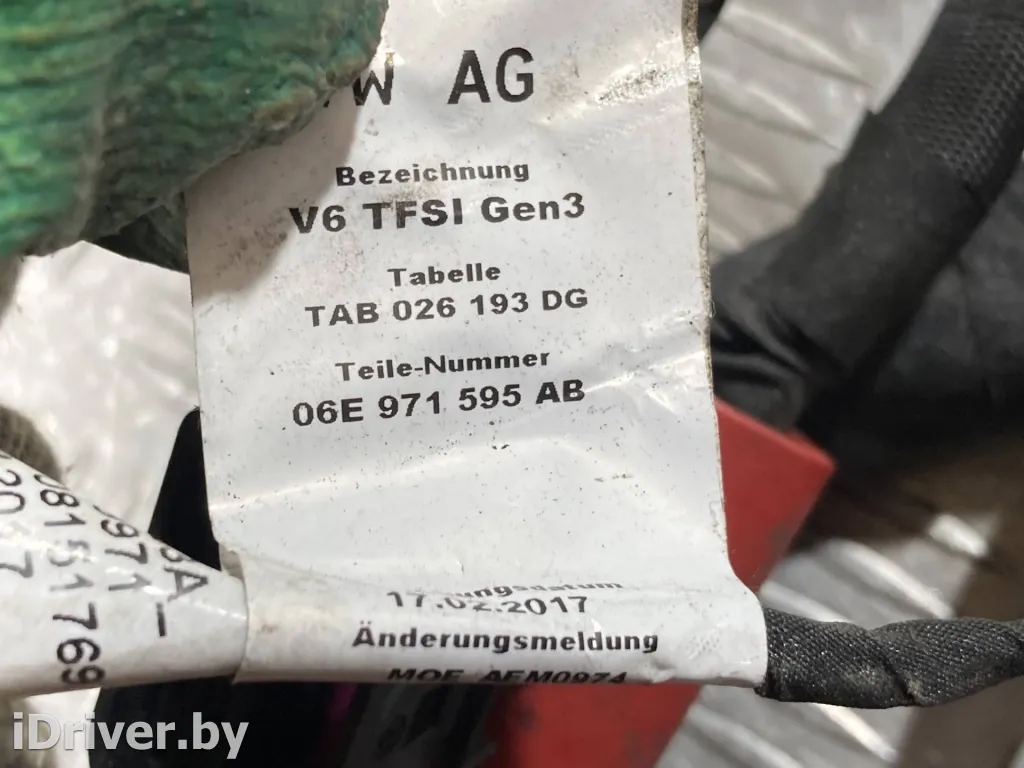 AG
Bezeichnung
V6 TFSI Gen3
Tabelle
TAB 026 193 DG
Teile-Nummer
06E 971 595 AB
17.02.2017
Änderungsmeldung
iDriver.by